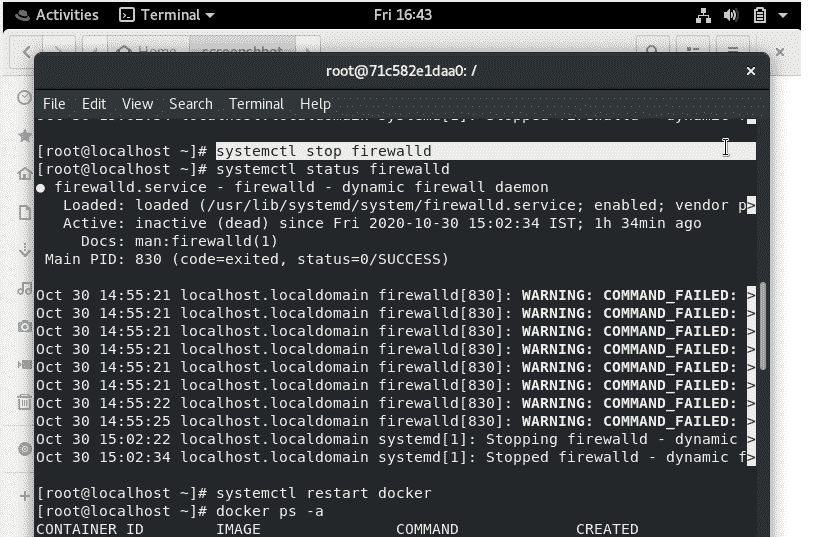 Activities Terminal Fri 16:43
Home screenshhot
root@71c582e1daa0: /
File Edit View Search Terminal Help
[root@localhost ~]# systemctl stop firewalld
[root@localhost ~]# systemctl status firewalld
● firewalld.service - firewalld - dynamic firewall daemon
Loaded: loaded (/usr/lib/systemd/system/firewalld.service; enabled; vendor p>
Active: inactive (dead) since Fri 2020-10-30 15:02:34 IST; 1h 34min ago
Docs: man:firewalld(1)
Main PID: 830 (code=exited, status=0/SUCCESS)
Oct 30 14:55:21 localhost.localdomain firewalld[830]: WARNING: COMMAND_FAILED: >
Oct 30 14:55:21 localhost.localdomain firewalld[830]: WARNING: COMMAND_FAILED: >
Oct 30 14:55:21 localhost.localdomain firewalld[830]: WARNING: COMMAND_FAILED: >
Oct 30 14:55:21 localhost.localdomain firewalld[830]: WARNING: COMMAND_FAILED: >
Oct 30 14:55:21 localhost.localdomain firewalld[830]: WARNING: COMMAND_FAILED: >
Oct 30 14:55:21 localhost.localdomain firewalld[830]: WARNING: COMMAND_FAILED: >
Oct 30 14:55:22 localhost.localdomain firewalld[830]: WARNING: COMMAND_FAILED: >
Oct 30 14:55:25 localhost.localdomain firewalld[830]: WARNING: COMMAND_FAILED: >
Oct 30 15:02:22 localhost.localdomain systemd[1]: Stopping firewalld - dynamic >
Oct 30 15:02:34 localhost.localdomain systemd[1]: Stopped firewalld - dynamic f>
[root@localhost ~]# systemctl restart docker
[root@localhost ~]# docker ps -a
CONTAINER ID IMAGE COMMAND CREATED